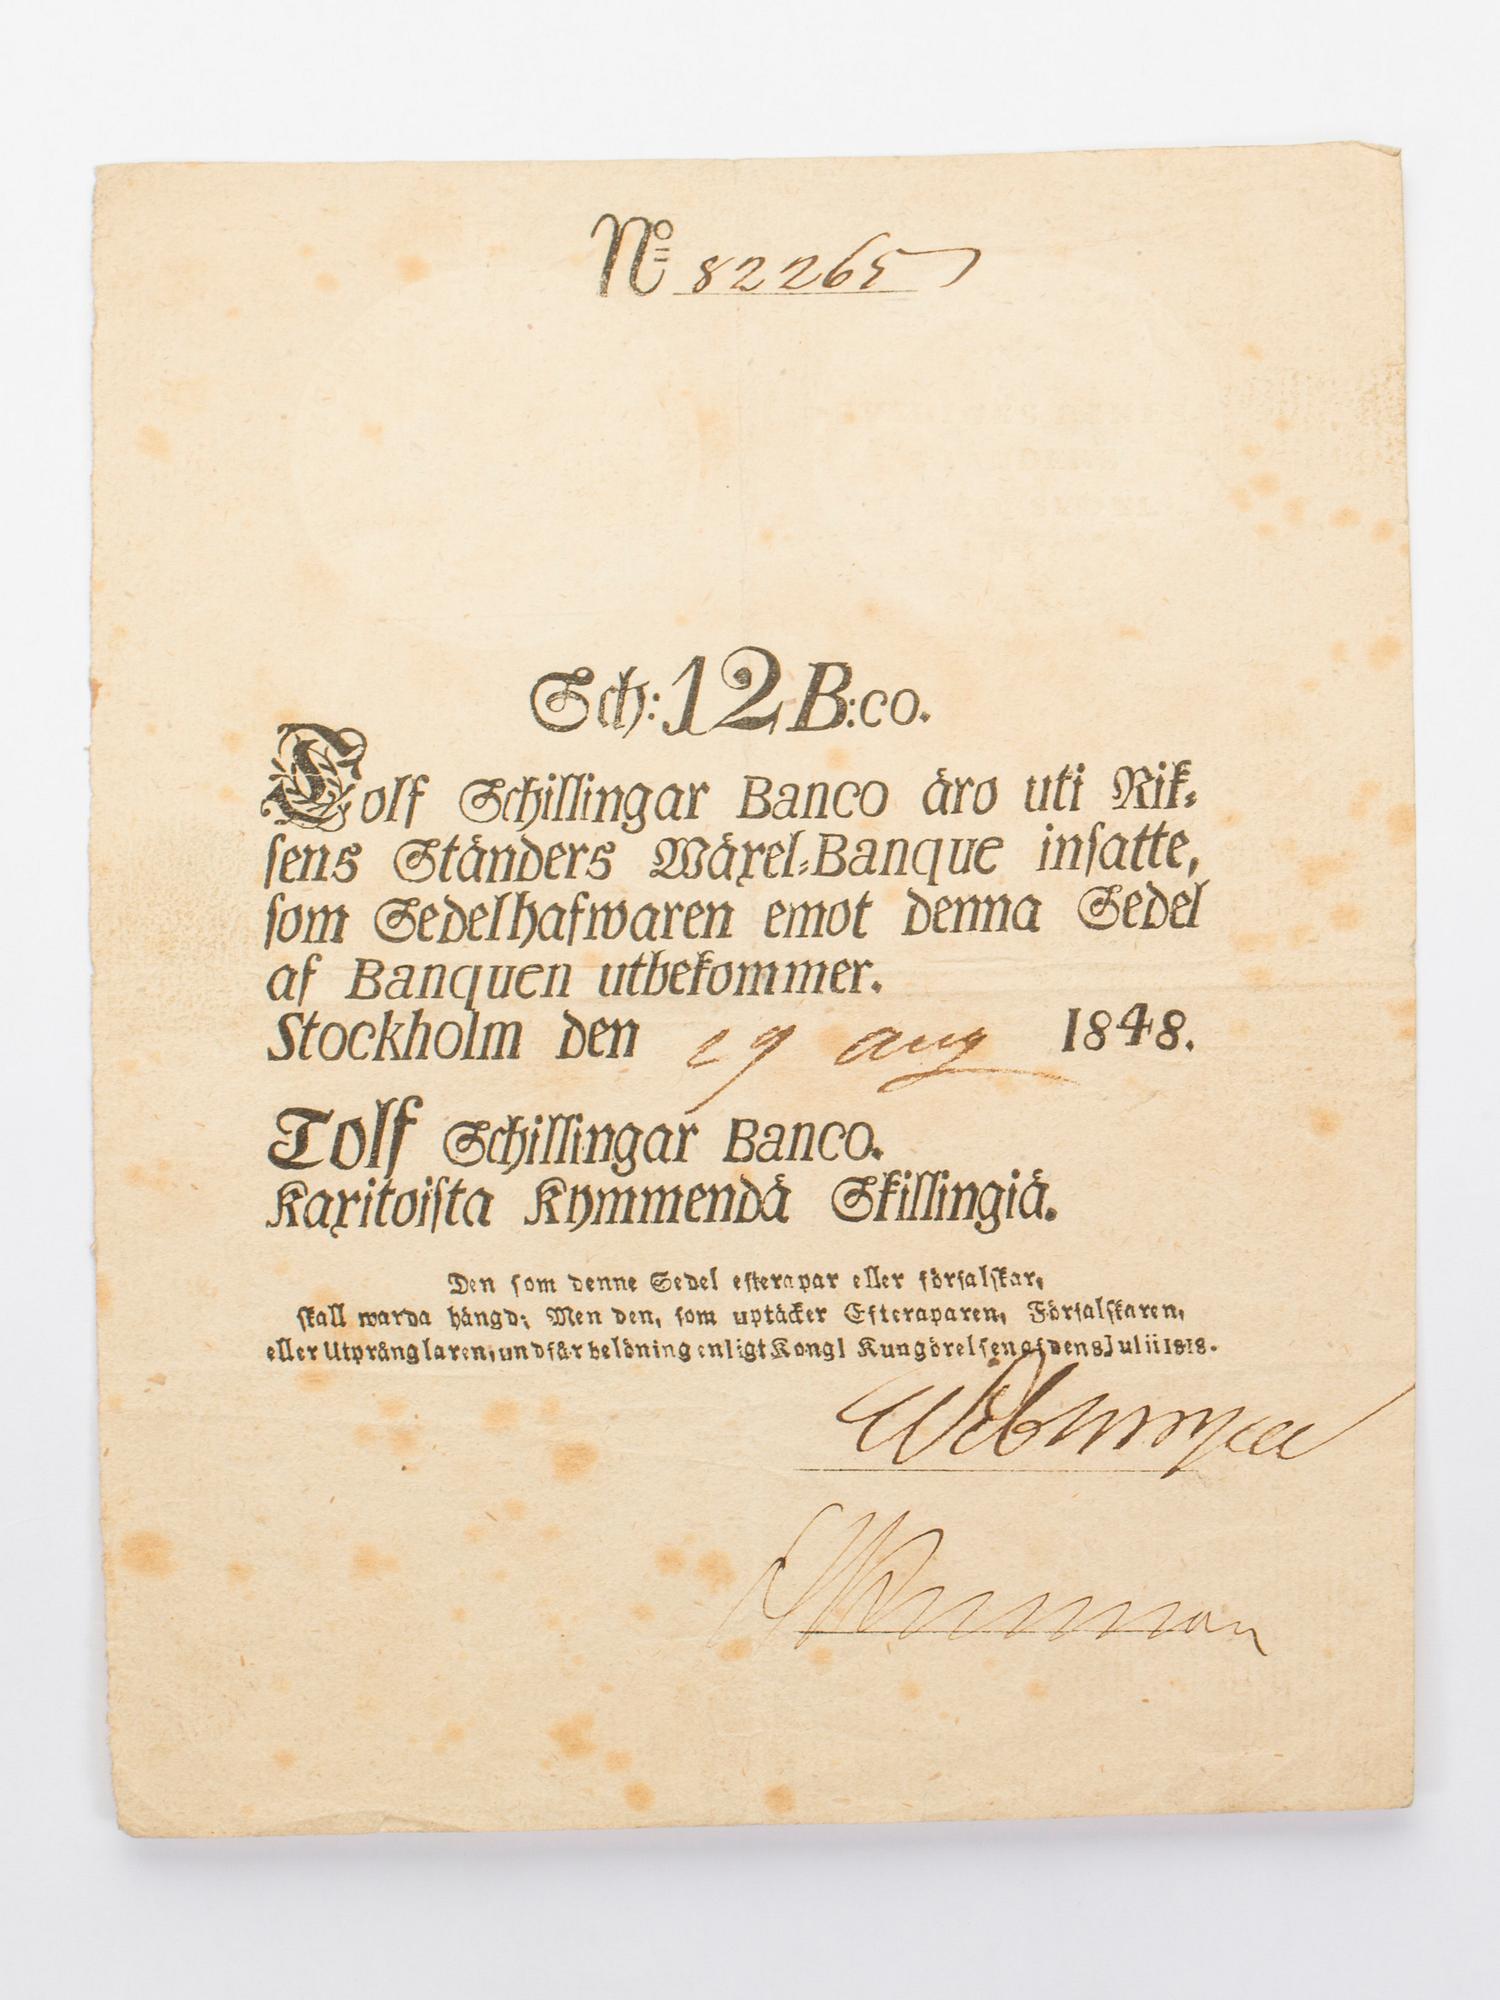 No 82265
Sch: 12 B:co.
Tolf Schillingar Banco äro uti Rik-
sens Ständers Wäxel-Banque insatte,
som Sedelhafwaren emot denna Sedel
af Banquen utbekommer.
Stockholm den 29 aug 1848.
Tolf Schillingar Banco.
Kaxitoista Kymmendä Skillingiä.
Den som denne Sedel efterapar eller förfalskar,
skall warda hängd; Men den, som uptäcker Efteraparen, Förfalskaren,
eller Utprånglaren, undfår belöning enligt Kongl Kungörelsen af den 8 Julii 1818.